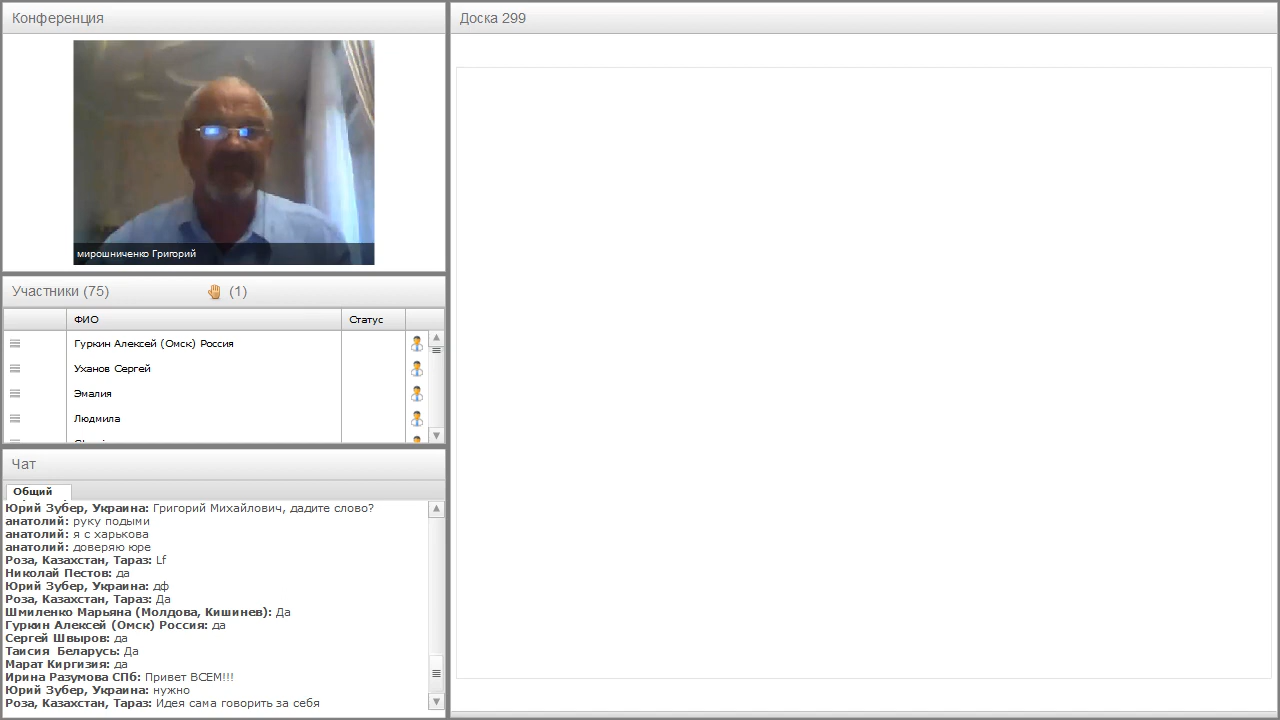 Конференция
мирошниченко Григорий
Участники (75) (1)
ФИО Статус
Гуркин Алексей (Омск) Россия
Уханов Сергей
Эмалия
Людмила
Чат
Общий
Юрий Зубер, Украина: Григорий Михайлович, дадите слово?
анатолий: руку подыми
анатолий: я с харькова
анатолий: доверяю юре
Роза, Казахстан, Тараз: Lf
Николай Пестов: да
Юрий Зубер, Украина: дф
Роза, Казахстан, Тараз: Да
Шмиленко Марьяна (Молдова, Кишинев): Да
Гуркин Алексей (Омск) Россия: да
Сергей Швыров: да
Таисия Беларусь: Да
Марат Киргизия: да
Ирина Разумова СПб: Привет ВСЕМ!!!
Юрий Зубер, Украина: нужно
Роза, Казахстан, Тараз: Идея сама говорить за себя
Доска 299